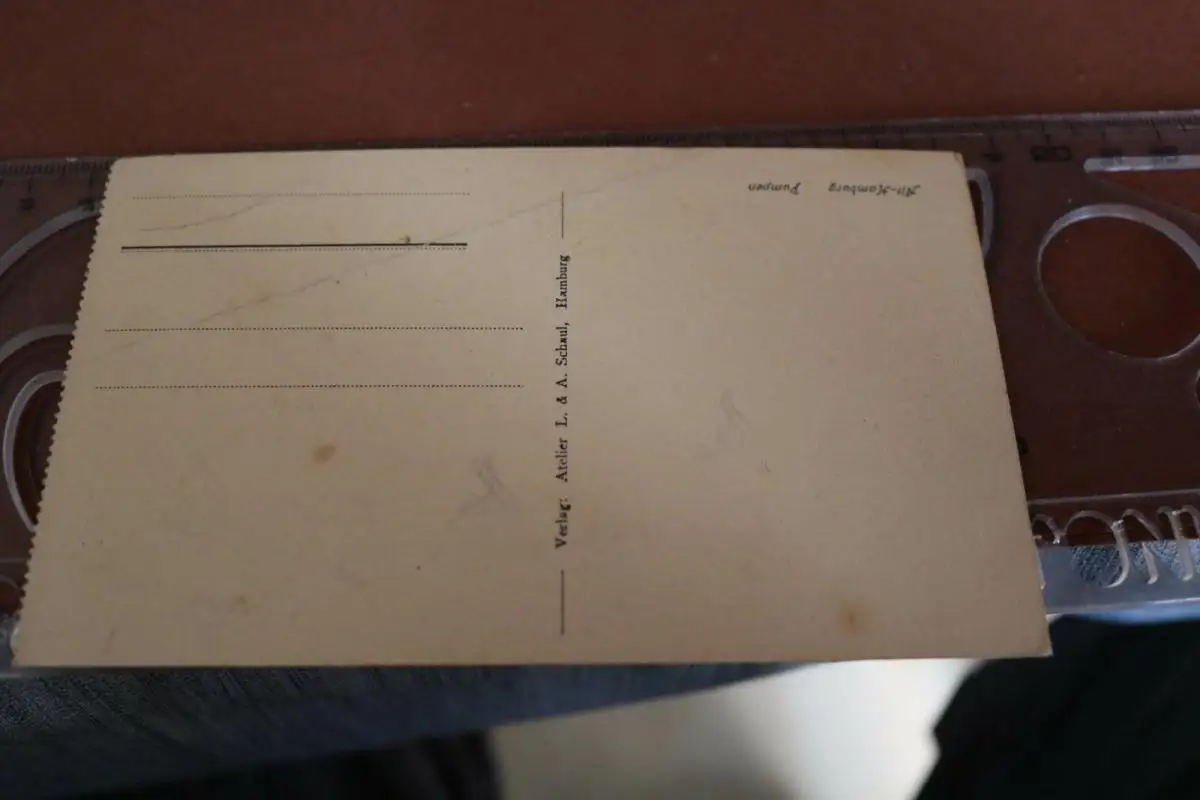 Alt-Hamburg Pumpen
Verlag: Atelier L. & A. Schaul, Hamburg